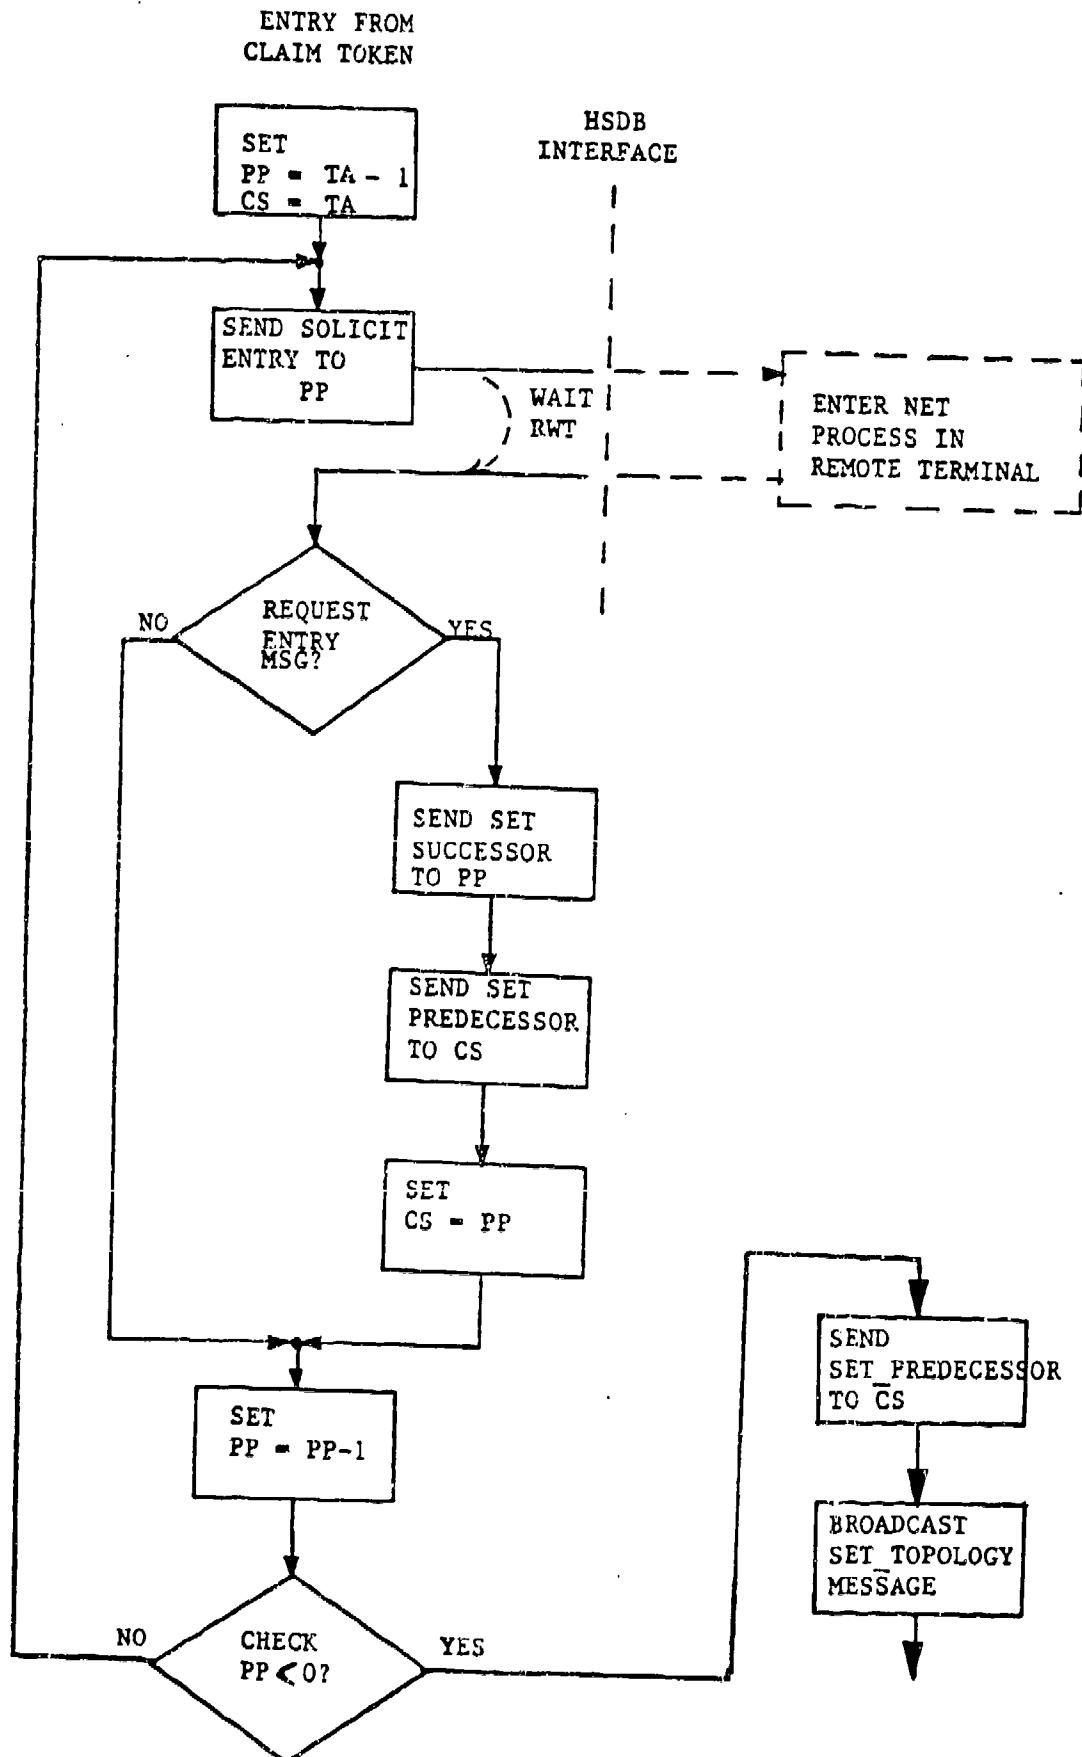 ENTRY FROM
CLAIM TOKEN
SET
PP = TA - 1
CS = TA
HSDB
INTERFACE
SEND SOLICIT
ENTRY TO
PP
WAIT
RWT
ENTER NET
PROCESS IN
REMOTE TERMINAL
REQUEST
ENTRY
MSG?
NO
YES
SEND SET
SUCCESSOR
TO PP
SEND SET
PREDECESSOR
TO CS
SET
CS = PP
SET
PP = PP-1
CHECK
PP < 0?
NO
YES
SEND
SET_PREDECESSOR
TO CS
BROADCAST
SET_TOPOLOGY
MESSAGE